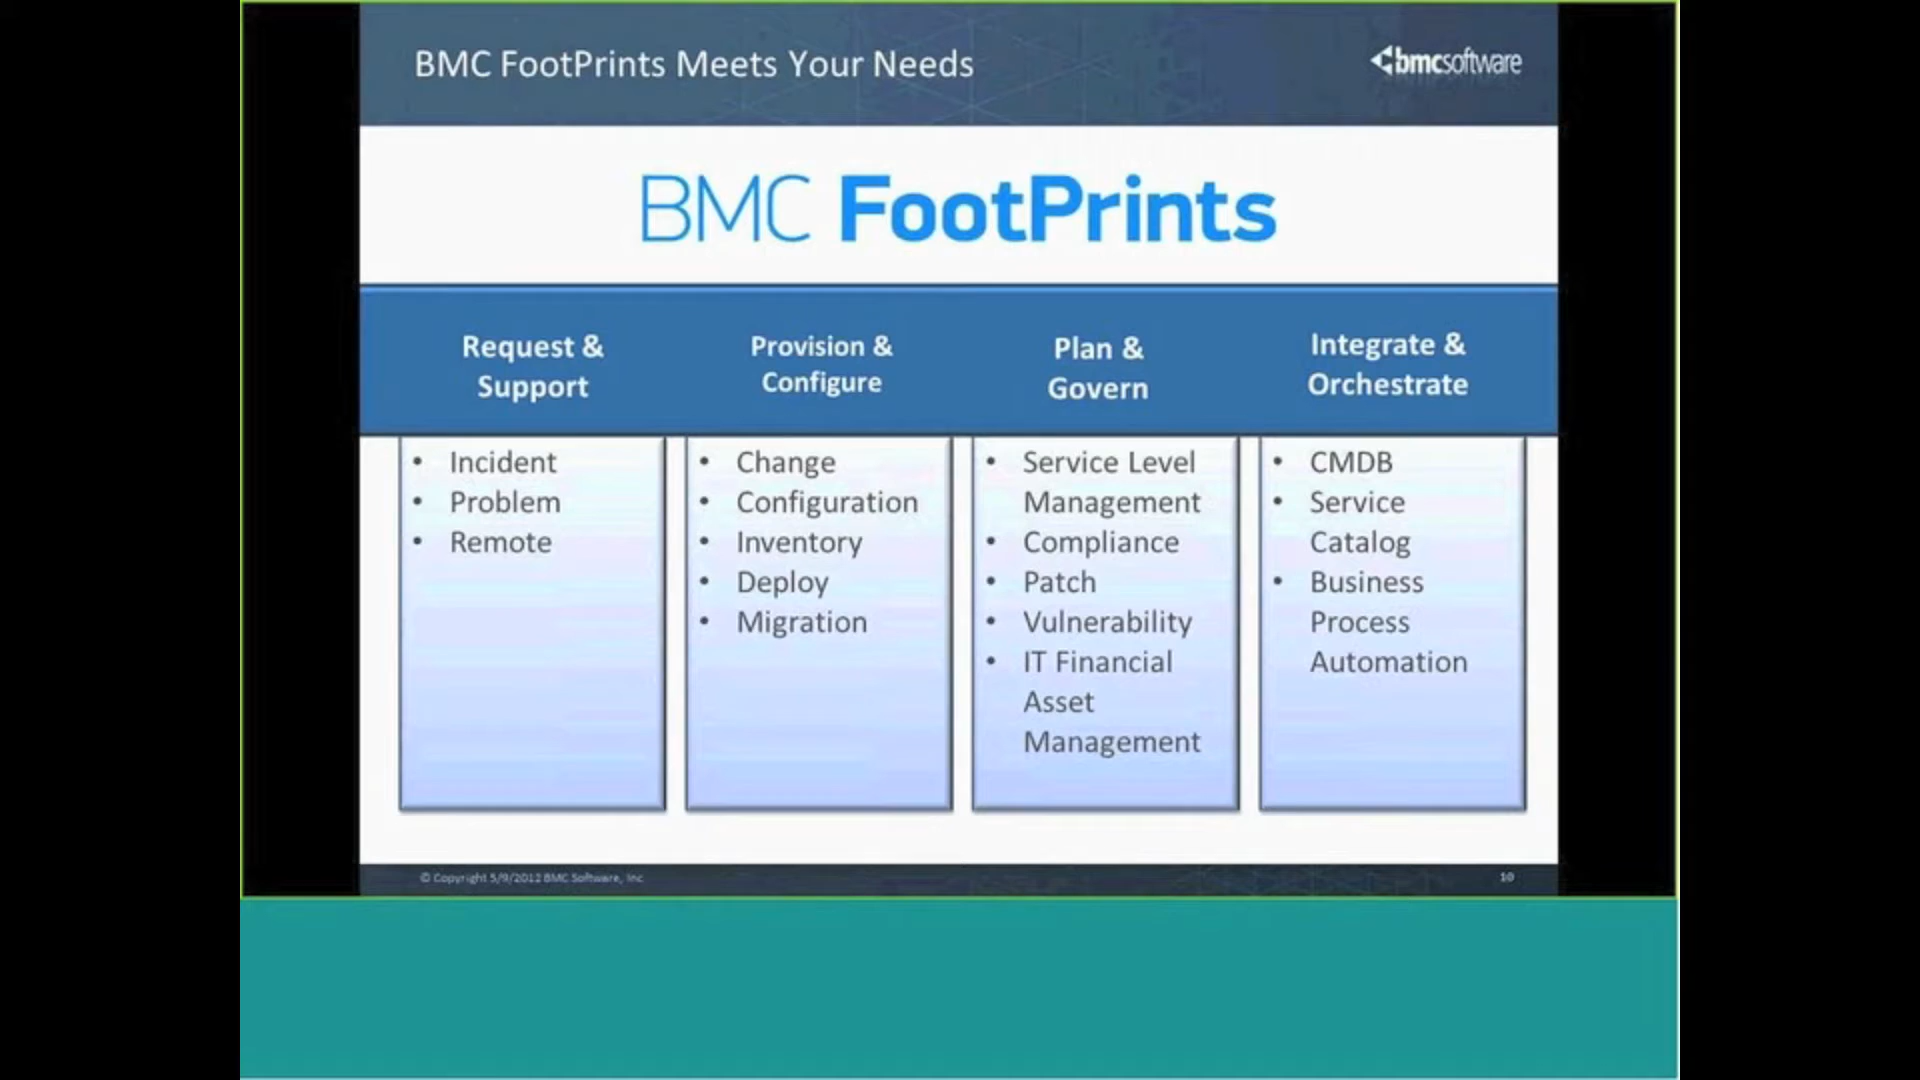 BMC FootPrints Meets Your Needs
bmcsoftware
BMC FootPrints
Request &
Support
Provision &
Configure
Plan &
Govern
Integrate &
Orchestrate
• Incident
• Problem
• Remote
• Change
• Configuration
• Inventory
• Deploy
• Migration
• Service Level
Management
• Compliance
• Patch
• Vulnerability
• IT Financial
Asset
Management
• CMDB
• Service
Catalog
• Business
Process
Automation
© Copyright 5/9/2012 BMC Software, Inc
10